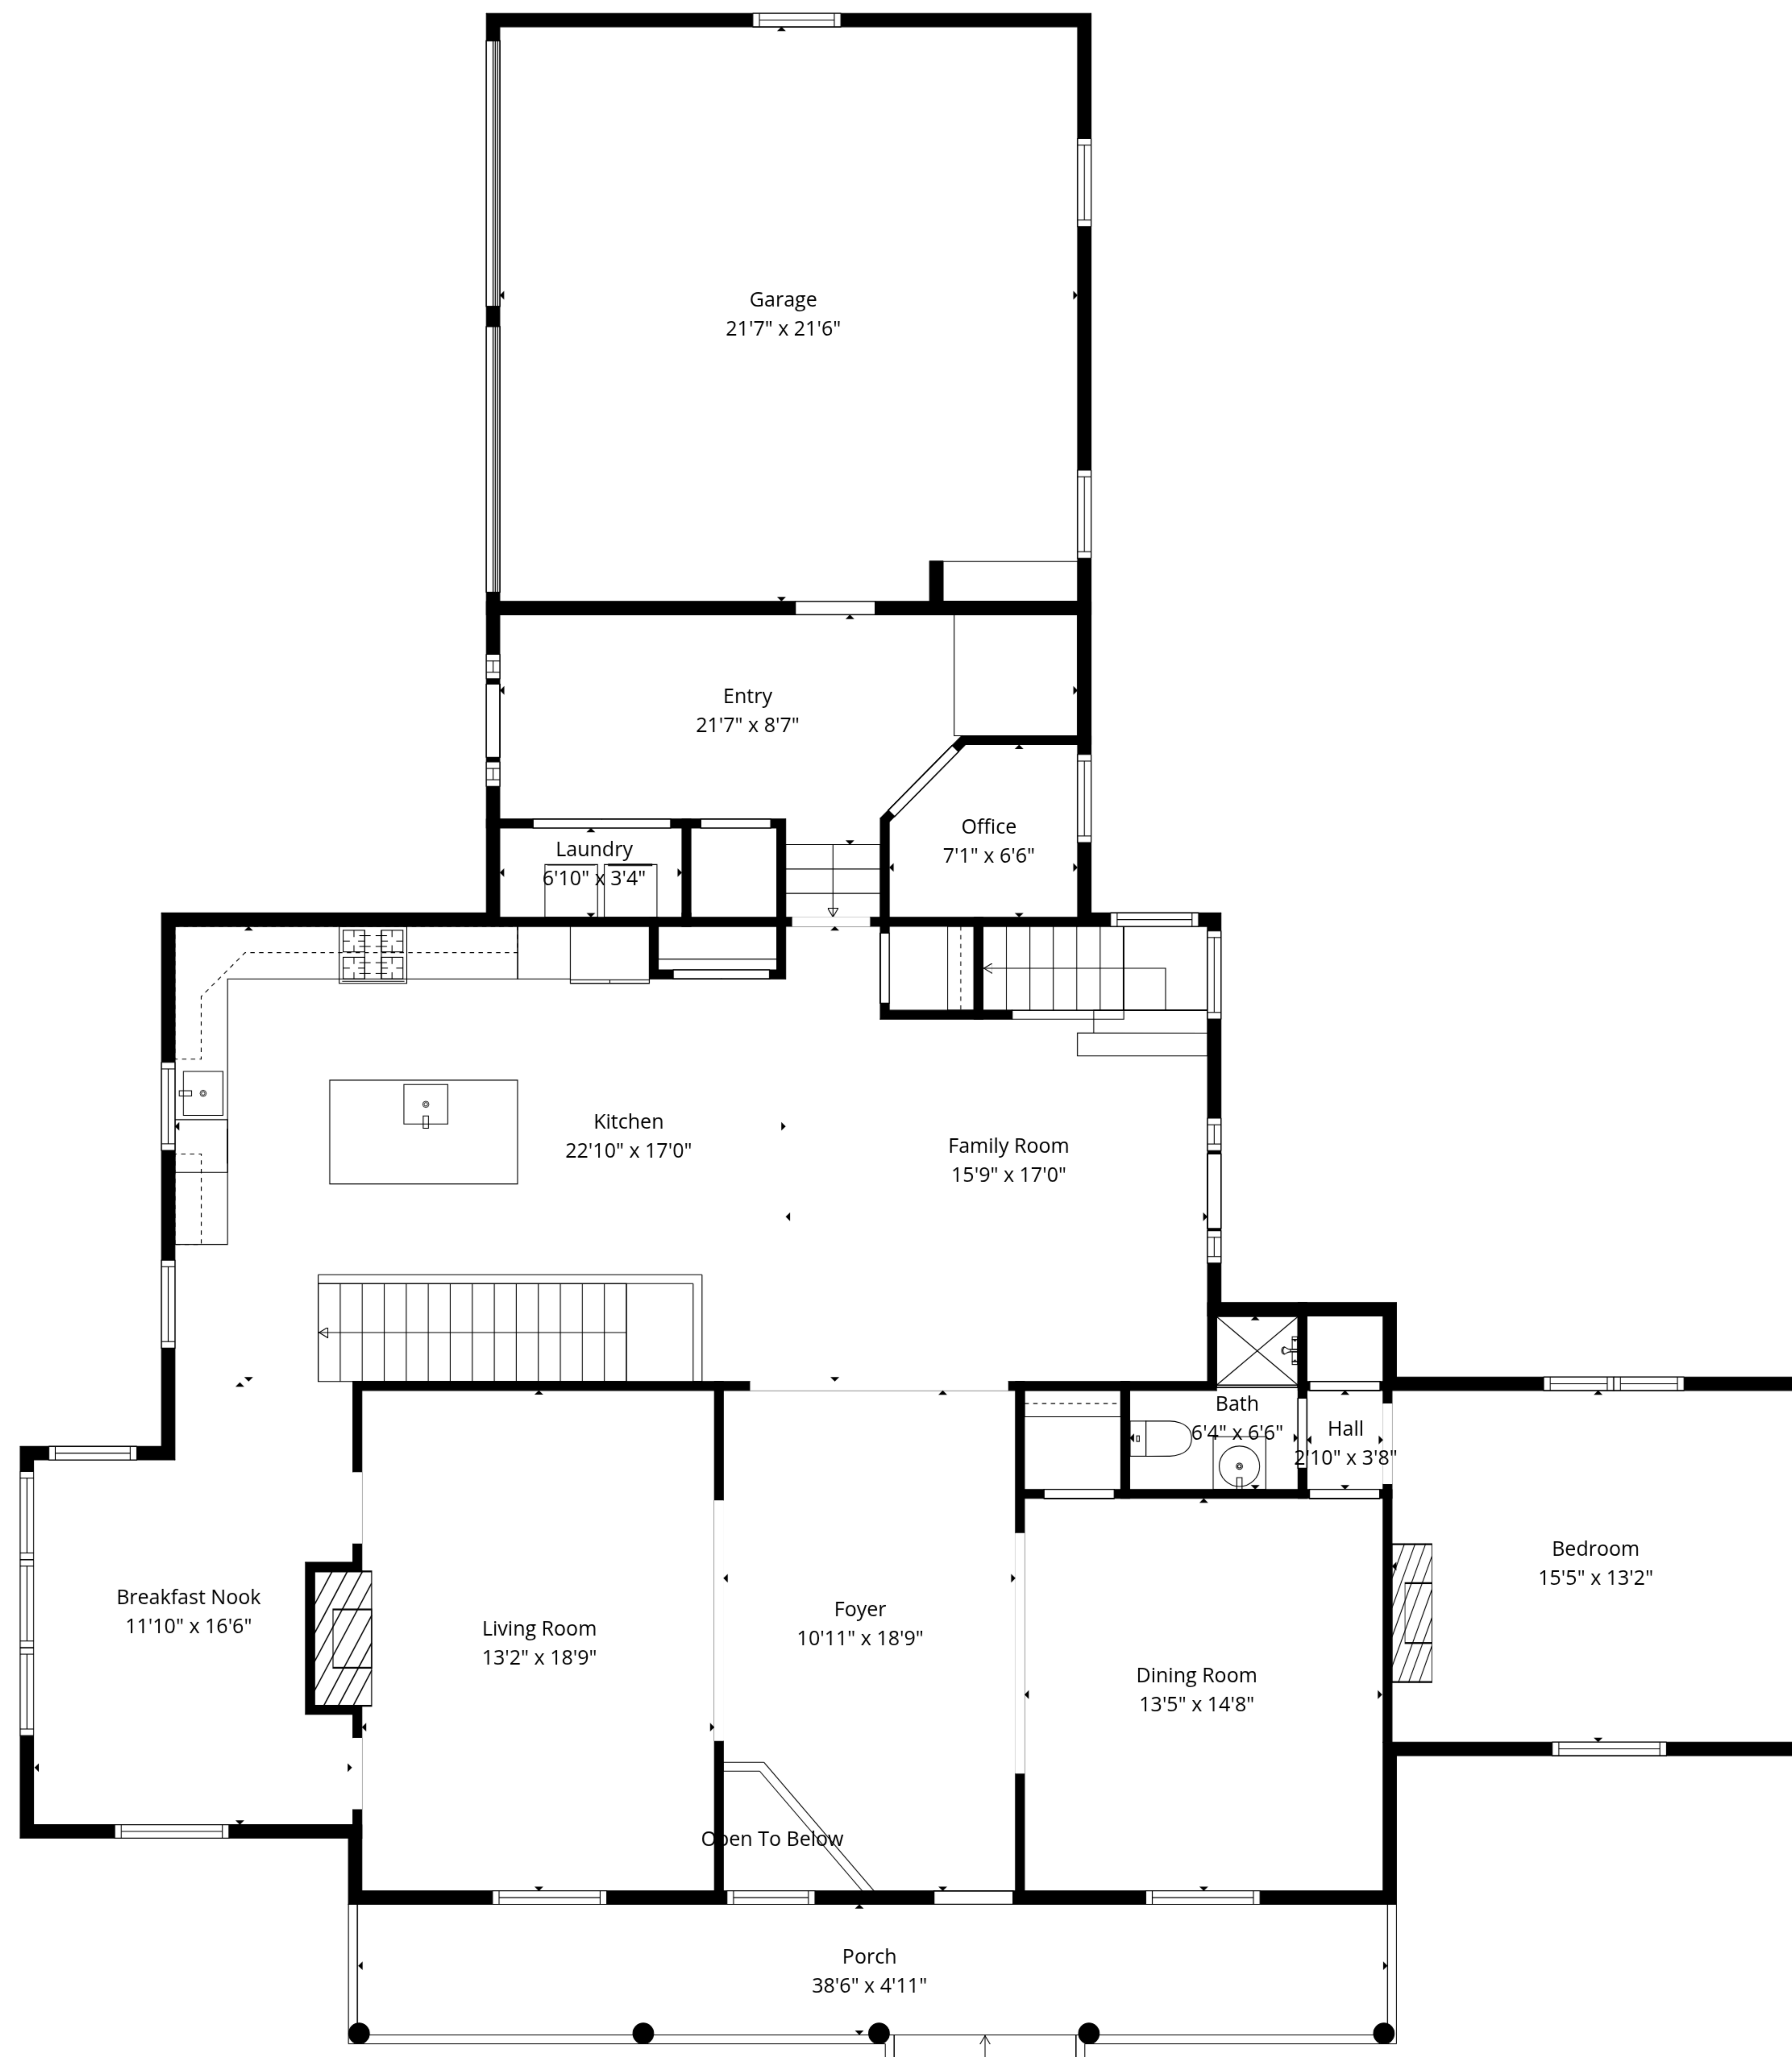 Garage
21'7" x 21'6"
Entry
21'7" x 8'7"
Office
7'1" x 6'6"
Laundry
6'10" x 3'4"
Kitchen
22'10" x 17'0"
Family Room
15'9" x 17'0"
Bath
6'4" x 6'6"
Hall
2'10" x 3'8"
Bedroom
15'5" x 13'2"
Breakfast Nook
11'10" x 16'6"
Living Room
13'2" x 18'9"
Foyer
10'11" x 18'9"
Dining Room
13'5" x 14'8"
Open To Below
Porch
38'6" x 4'11"